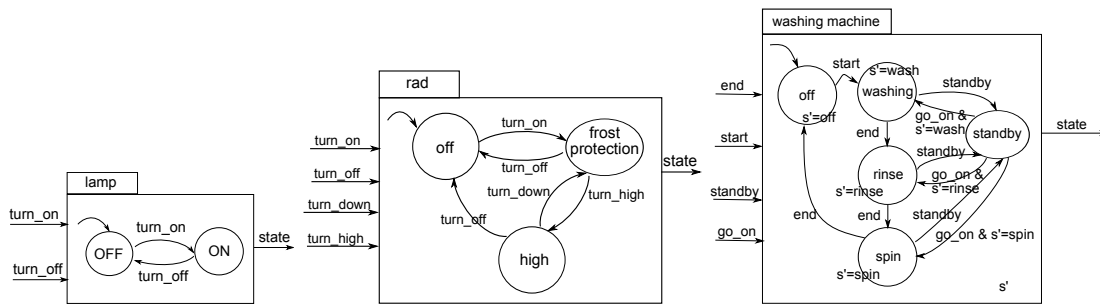 lamp
turn_on
turn_off
OFF
turn_on
turn_off
ON
state
rad
turn_on
turn_off
turn_down
turn_high
off
turn_on
turn_off
frost
protection
turn_down
turn_high
turn_off
high
state
washing machine
end
start
standby
go_on
off
s'=off
start
s'=wash
washing
standby
go_on &
s'=wash
standby
end
standby
rinse
s'=rinse
go_on &
s'=rinse
end
end
standby
go_on & s'=spin
spin
s'=spin
s'
state